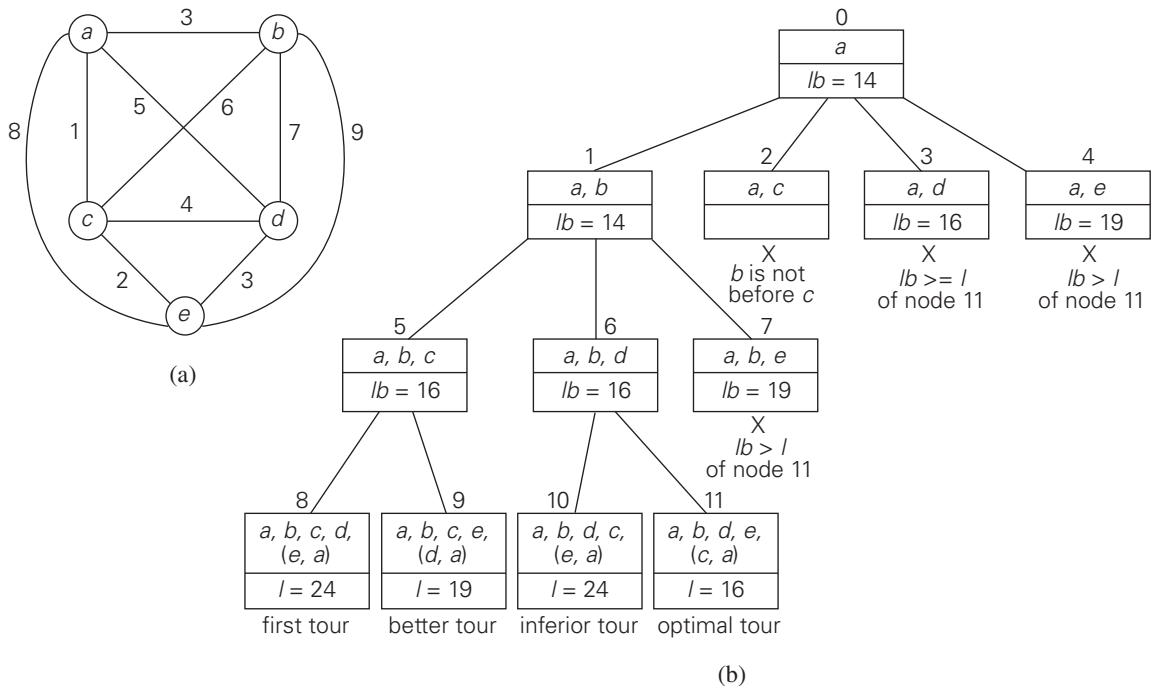 a
3
b
8
1
5
6
7
9
c
4
d
2
3
e
(a)
0
a
lb = 14
1
a, b
lb = 14
2
a, c
X
b is not
before c
3
a, d
lb = 16
X
lb >= l
of node 11
4
a, e
lb = 19
X
lb > l
of node 11
5
a, b, c
lb = 16
6
a, b, d
lb = 16
7
a, b, e
lb = 19
X
lb > l
of node 11
8
a, b, c, d,
(e, a)
l = 24
first tour
9
a, b, c, e,
(d, a)
l = 19
better tour
10
a, b, d, c,
(e, a)
l = 24
inferior tour
11
a, b, d, e,
(c, a)
l = 16
optimal tour
(b)